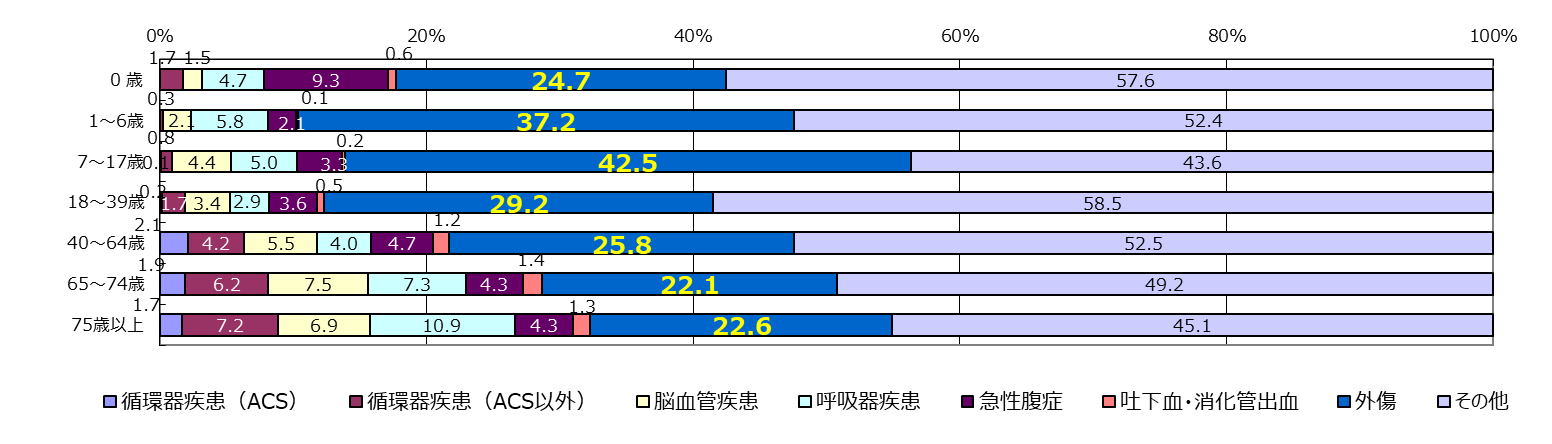 0% 20% 40% 60% 80% 100%
1.7 1.5 0.6
0 歳 4.7 9.3 24.7 57.6
0.3 0.1
1～6歳 2.1 5.8 2.1 37.2 52.4
0.8 0.2
7～17歳 0.1 4.4 5.0 3.3 42.5 43.6
0.5
18～39歳 1.7 3.4 2.9 3.6 0.5 29.2 58.5
2.1 1.2
40～64歳 4.2 5.5 4.0 4.7 25.8 52.5
1.9 1.4
65～74歳 6.2 7.5 7.3 4.3 22.1 49.2
1.7 1.3
75歳以上 7.2 6.9 10.9 4.3 22.6 45.1
循環器疾患（ACS） 循環器疾患（ACS以外） 脳血管疾患 呼吸器疾患 急性腹症 吐下血・消化管出血 外傷 その他